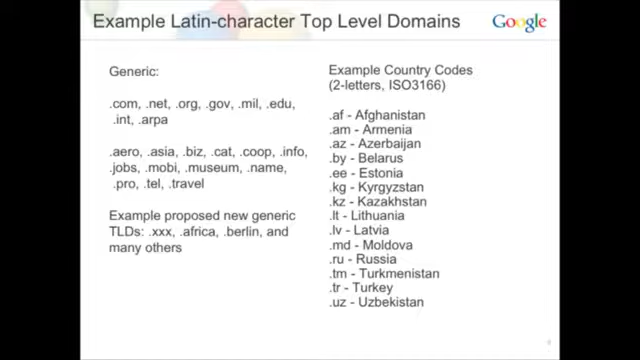 Example Latin-character Top Level Domains
Google
Generic:
.com, .net, .org, .gov, .mil, .edu,
.int, .arpa
.aero, .asia, .biz, .cat, .coop, .info,
.jobs, .mobi, .museum, .name,
.pro, .tel, .travel
Example proposed new generic
TLDs: .xxx, .africa, .berlin, and
many others
Example Country Codes
(2-letters, ISO3166)
.af - Afghanistan
.am - Armenia
.az - Azerbaijan
.by - Belarus
.ee - Estonia
.kg - Kyrgyzstan
.kz - Kazakhstan
.lt - Lithuania
.lv - Latvia
.md - Moldova
.ru - Russia
.tm - Turkmenistan
.tr - Turkey
.uz - Uzbekistan